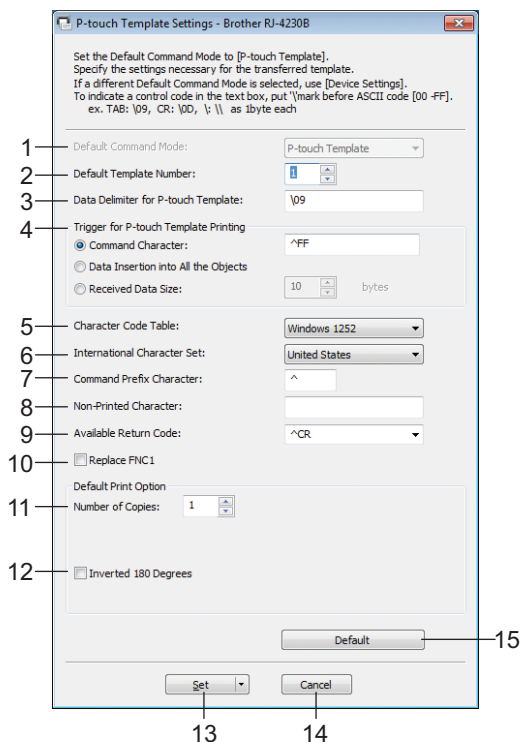 P-touch Template Settings - Brother RJ-4230B
Set the Default Command Mode to [P-touch Template].
Specify the settings necessary for the transferred template.
If a different Default Command Mode is selected, use [Device Settings].
To indicate a control code in the text box, put '\'mark before ASCII code [00 -FF].
ex. TAB: \09, CR: \0D, \: \\ as 1byte each
1 Default Command Mode: P-touch Template
2 Default Template Number: 1
3 Data Delimiter for P-touch Template: \09
4 Trigger for P-touch Template Printing
Command Character: ^FF
Data Insertion into All the Objects
Received Data Size: 10 bytes
5 Character Code Table: Windows 1252
6 International Character Set: United States
7 Command Prefix Character: ^
8 Non-Printed Character:
9 Available Return Code: ^CR
10 Replace FNC1
Default Print Option
11 Number of Copies: 1
12 Inverted 180 Degrees
Default 15
Set Cancel
13 14